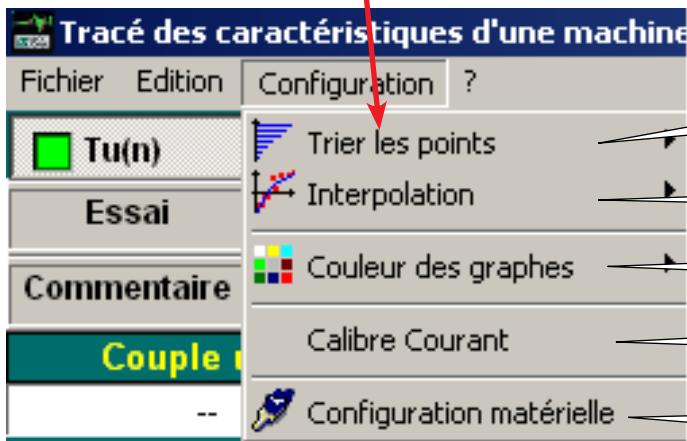 Tracé des caractéristiques d'une machine
Fichier Edition Configuration ?
Tu(n)
Trier les points
Interpolation
Essai
Couleur des graphes
Commentaire
Calibre Courant
Couple
--
Configuration matérielle